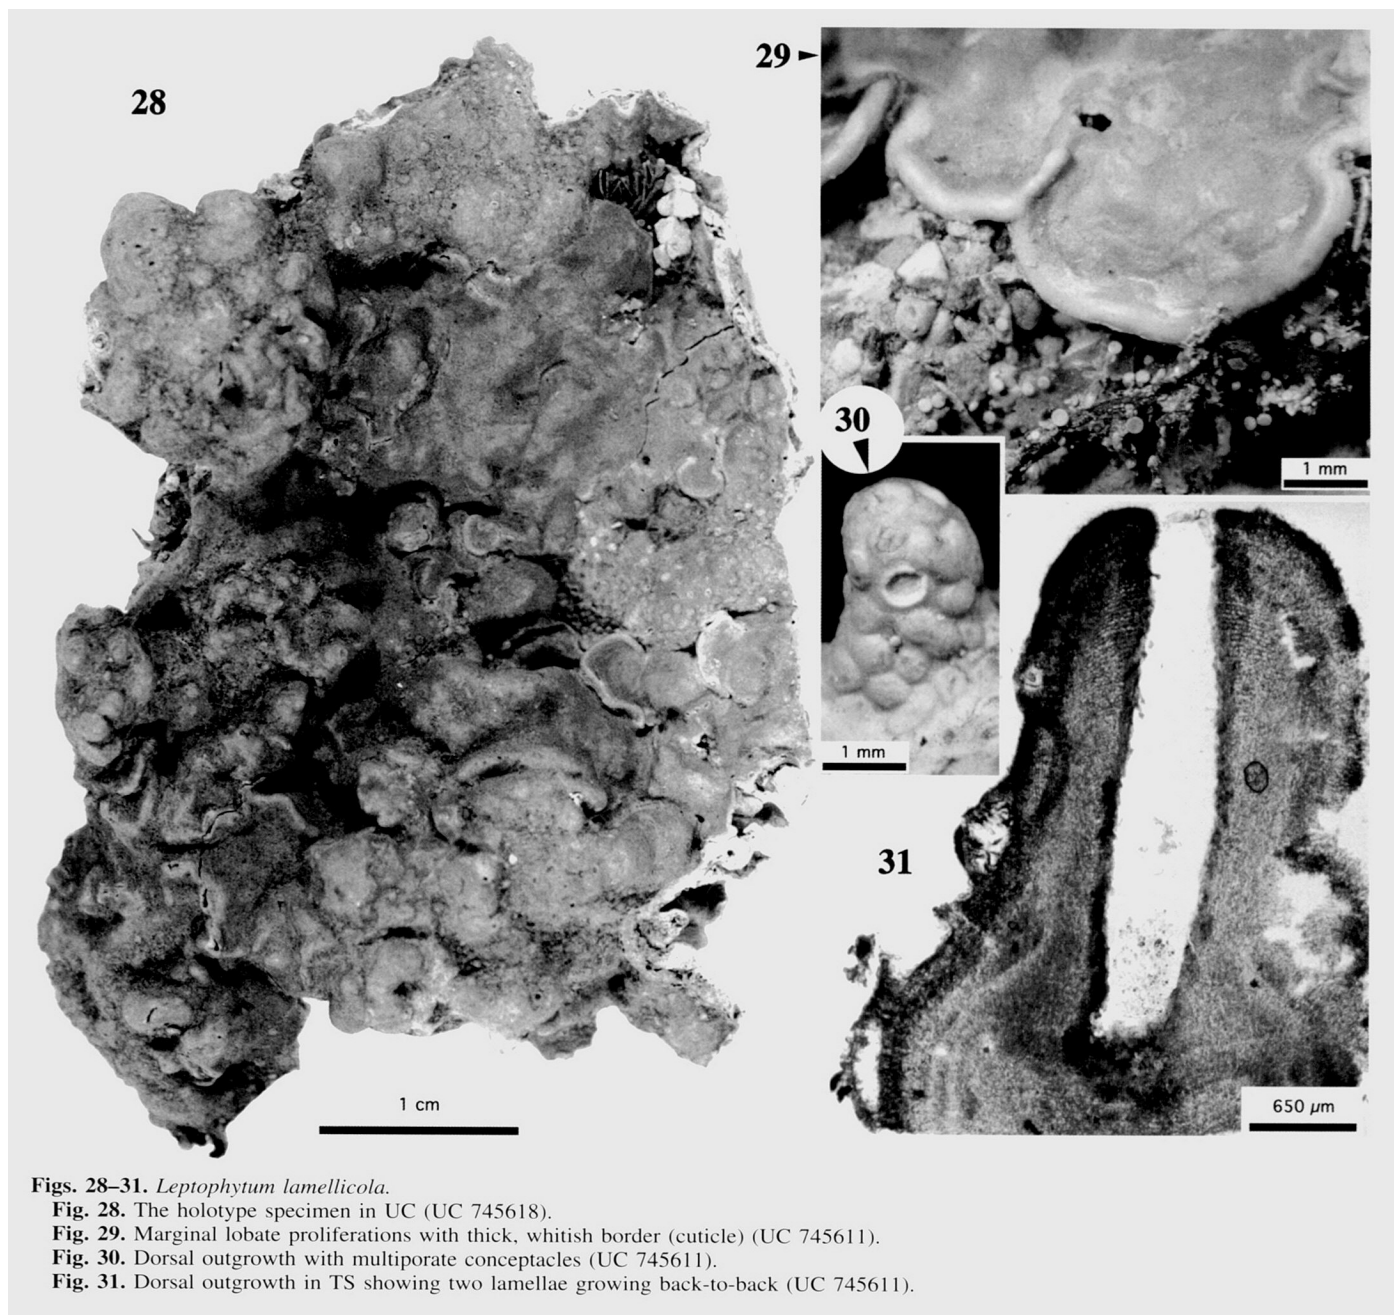 28
29
30
1 mm
1 mm
31
1 cm
650 µm
Figs. 28–31. Leptophytum lamellicola.
Fig. 28. The holotype specimen in UC (UC 745618).
Fig. 29. Marginal lobate proliferations with thick, whitish border (cuticle) (UC 745611).
Fig. 30. Dorsal outgrowth with multiporate conceptacles (UC 745611).
Fig. 31. Dorsal outgrowth in TS showing two lamellae growing back-to-back (UC 745611).